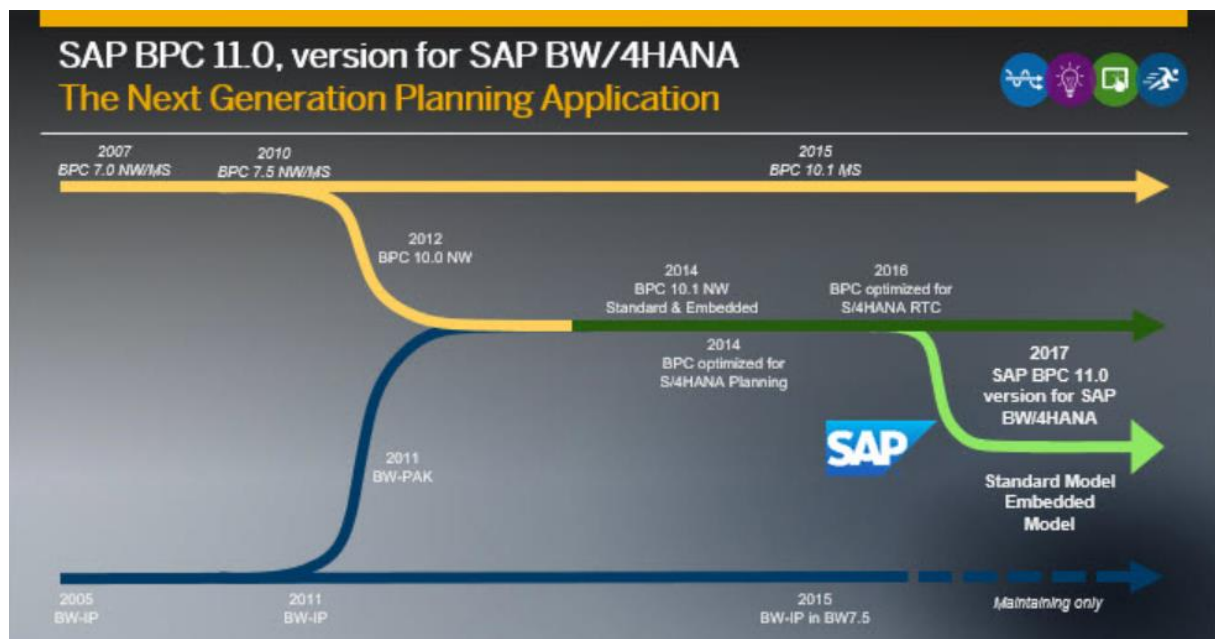 SAP BPC 11.0, version for SAP BW/4HANA
The Next Generation Planning Application
2007
BPC 7.0 NW/MS
2010
BPC 7.5 NW/MS
2015
BPC 10.1 MS
2012
BPC 10.0 NW
2014
BPC 10.1 NW
Standard & Embedded
2016
BPC optimized for
S/4HANA RTC
2014
BPC optimized for
S/4HANA Planning
2017
SAP BPC 11.0
version for SAP
BW/4HANA
SAP
2011
BW-PAK
Standard Model
Embedded
Model
2005
BW-IP
2011
BW-IP
2015
BW-IP in BW7.5
Maintaining only